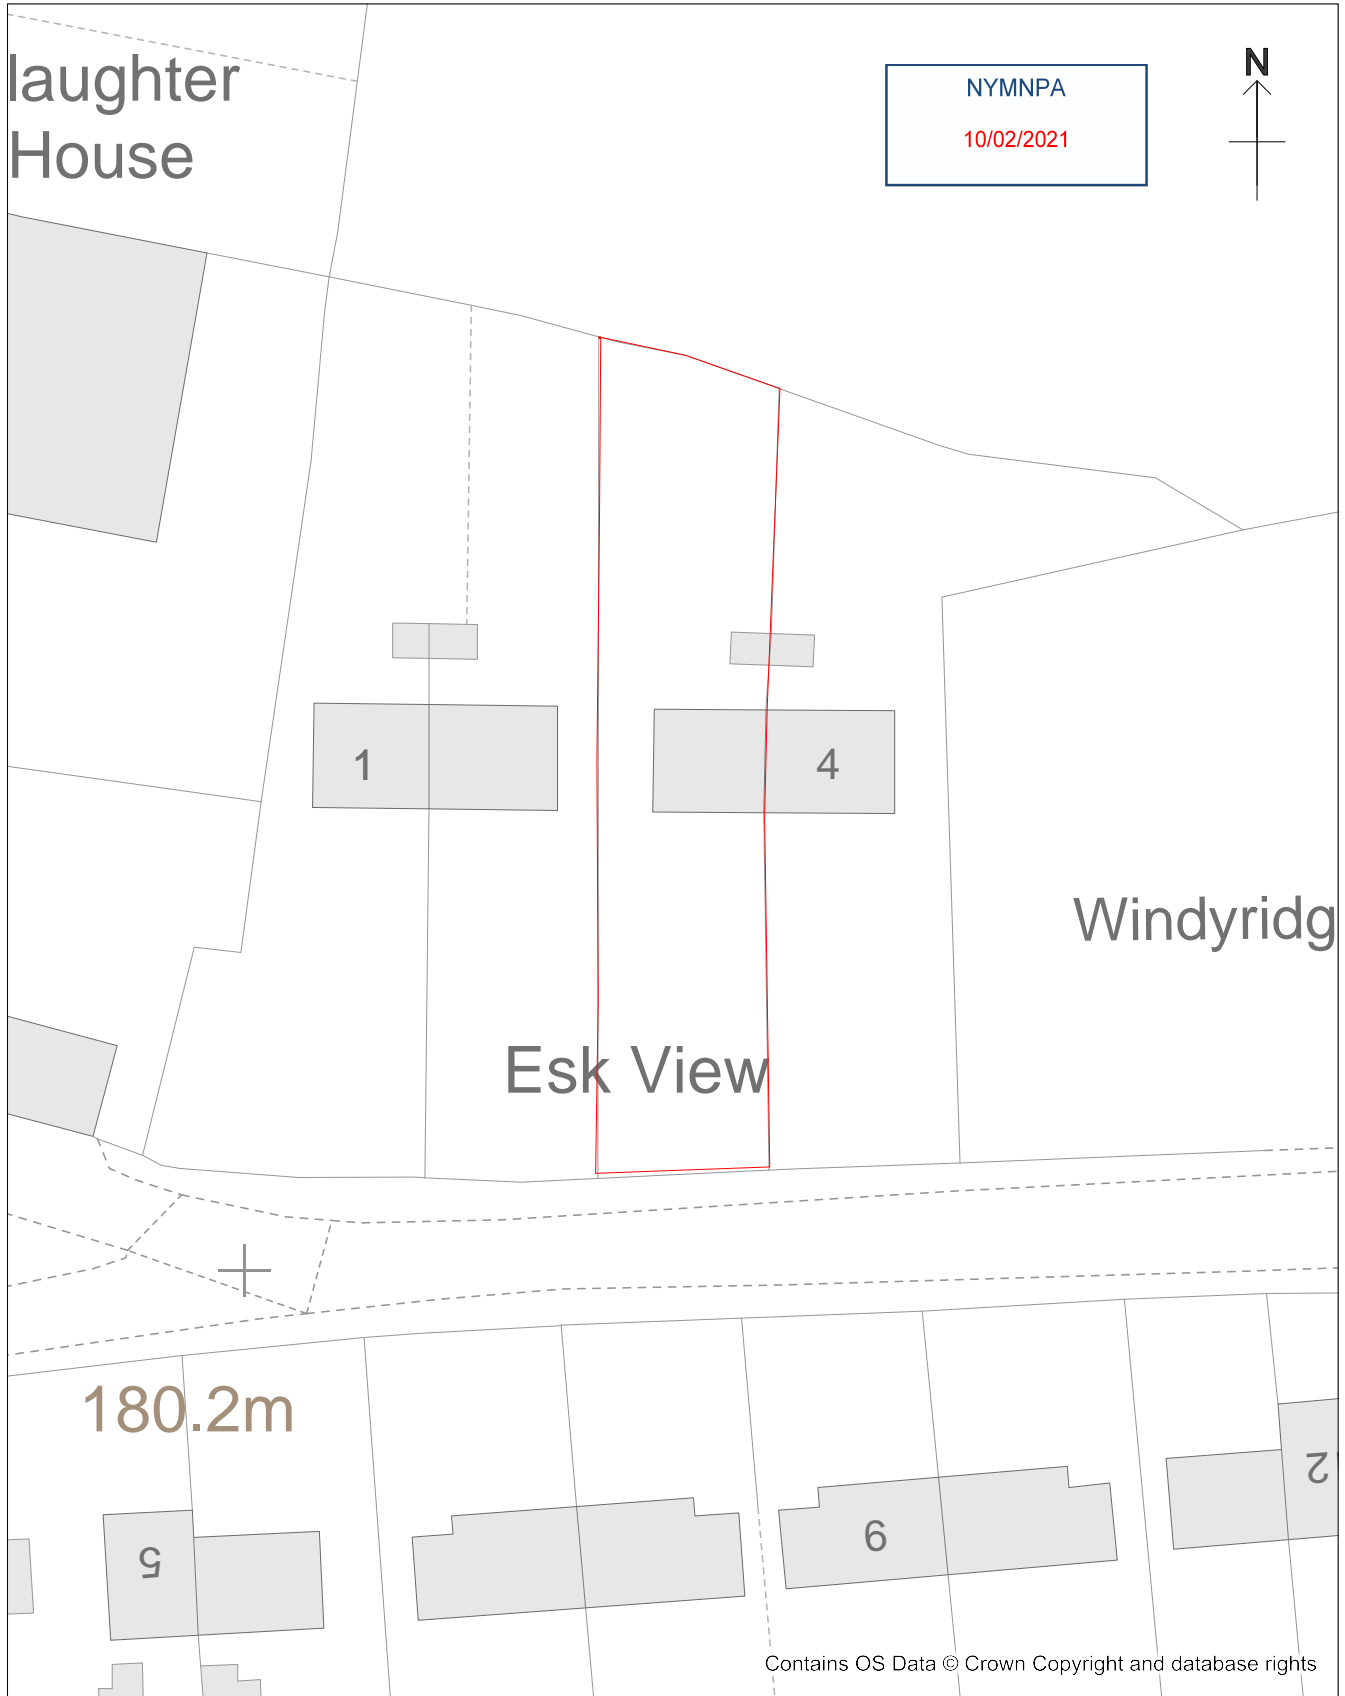 laughter
House
NYMNPA
10/02/2021
N
1
4
Windyridg
Esk View
180.2m
5
9
2
Contains OS Data © Crown Copyright and database rights